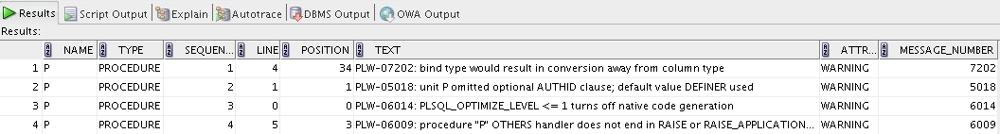 Results Script Output Explain Autotrace DBMS Output OWA Output
Results:
NAME TYPE SEQUEN... LINE POSITION TEXT ATTR... MESSAGE_NUMBER
1 P PROCEDURE 1 4 34 PLW-07202: bind type would result in conversion away from column type WARNING 7202
2 P PROCEDURE 2 1 1 PLW-05018: unit P omitted optional AUTHID clause; default value DEFINER used WARNING 5018
3 P PROCEDURE 3 0 0 PLW-06014: PLSQL_OPTIMIZE_LEVEL <= 1 turns off native code generation WARNING 6014
4 P PROCEDURE 4 5 3 PLW-06009: procedure "P" OTHERS handler does not end in RAISE or RAISE_APPLICATION... WARNING 6009